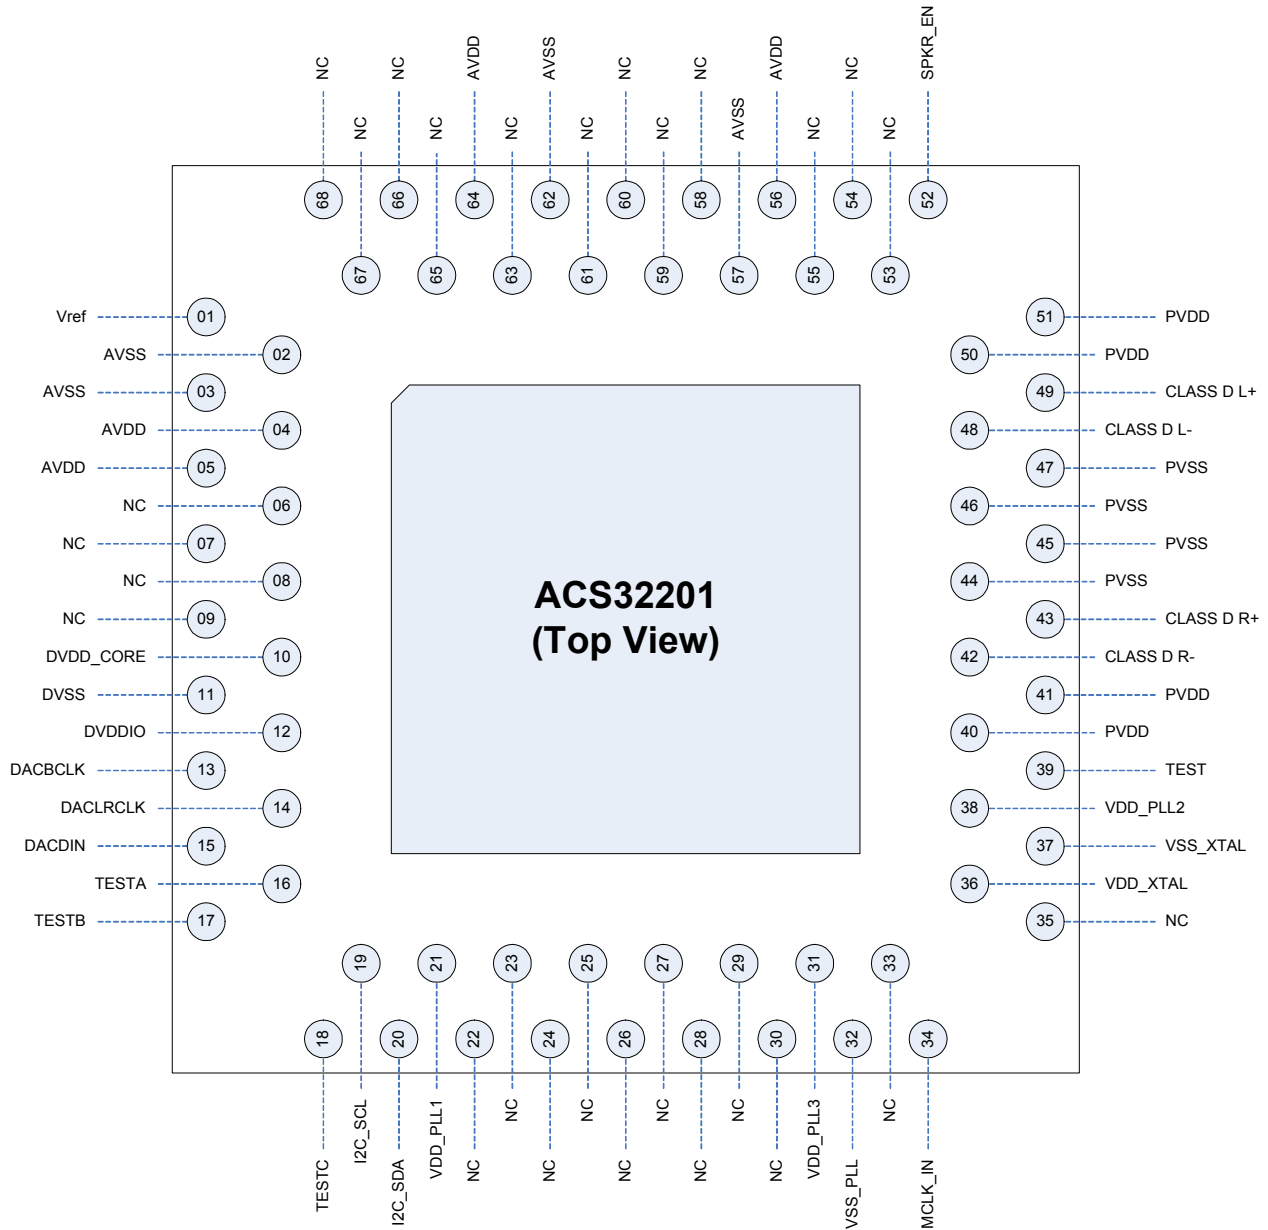 NC
NC
AVDD
AVSS
NC
NC
AVDD
NC
SPKR_EN
NC
NC
NC
NC
NC
AVSS
NC
NC
68
66
64
62
60
58
56
54
52
67
65
63
61
59
57
55
53
Vref
01
51
PVDD
AVSS
02
50
PVDD
AVSS
03
49
CLASS D L+
AVDD
04
48
CLASS D L-
AVDD
05
47
PVSS
NC
06
46
PVSS
NC
07
45
PVSS
NC
08
44
PVSS
ACS32201
(Top View)
NC
09
43
CLASS D R+
DVDD_CORE
10
42
CLASS D R-
DVSS
11
41
PVDD
DVDDIO
12
40
PVDD
DACBCLK
13
39
TEST
DACLRCLK
14
38
VDD_PLL2
DACDIN
15
37
VSS_XTAL
TESTA
16
36
VDD_XTAL
TESTB
17
35
NC
19
21
23
25
27
29
31
33
18
20
22
24
26
28
30
32
34
I2C_SCL
VDD_PLL1
NC
NC
NC
NC
VDD_PLL3
NC
TESTC
I2C_SDA
NC
NC
NC
NC
NC
VSS_PLL
MCLK_IN